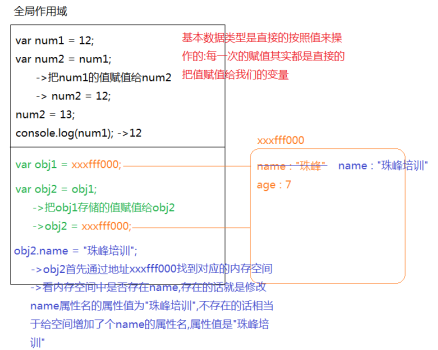 全局作用域
var num1 = 12;
var num2 = num1;
->把num1的值赋值给num2
-> num2 = 12;
num2 = 13;
console.log(num1); ->12
基本数据类型是直接的按照值来操
作的:每一次的赋值其实都是直接的
把值赋值给我们的变量
var obj1 = xxxfff000;
var obj2 = obj1;
->把obj1存储的值赋值给obj2
->obj2 = xxxfff000;
xxxfff000
name : "珠峰" name : "珠峰培训"
age : 7
obj2.name = "珠峰培训";
->obj2首先通过地址xxxfff000找到对应的内存空间
->看内存空间中是否存在name,存在的话就是修改
name属性名的属性值为"珠峰培训",不存在的话相当
于给空间增加了个name的属性名,属性值是"珠峰培
训"